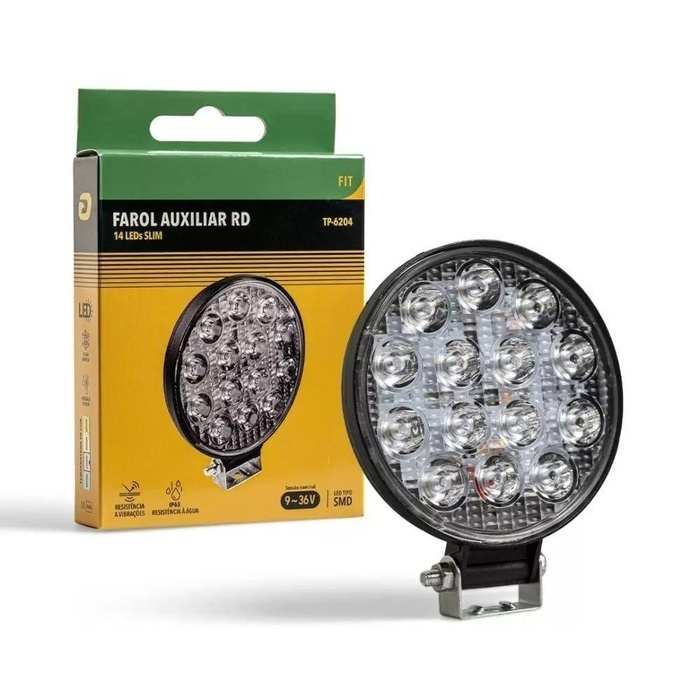 FIT
FAROL AUXILIAR RD
TP-6204
14 LEDs SLIM
LED
RESISTÊNCIA
A VIBRAÇÕES
IP65
RESISTÊNCIA À ÁGUA
Tensão nominal
9~36V
LED TIPO
SMD